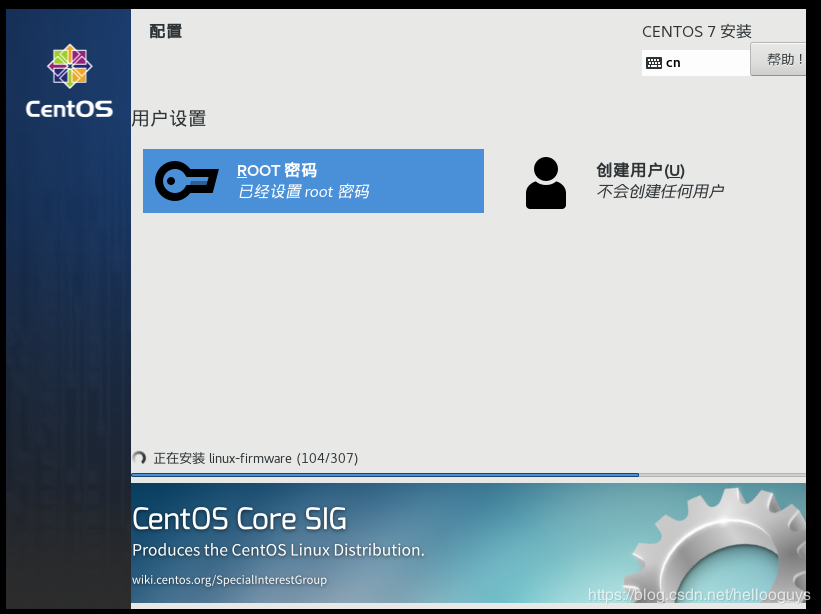 CentOS
配置
CENTOS 7 安装
cn
帮助！
用户设置
ROOT 密码
已经设置 root 密码
创建用户(U)
不会创建任何用户
正在安装 linux-firmware (104/307)
CentOS Core SIG
Produces the CentOS Linux Distribution.
wiki.centos.org/SpecialInterestGroup
https://blog.csdn.net/hellooguys